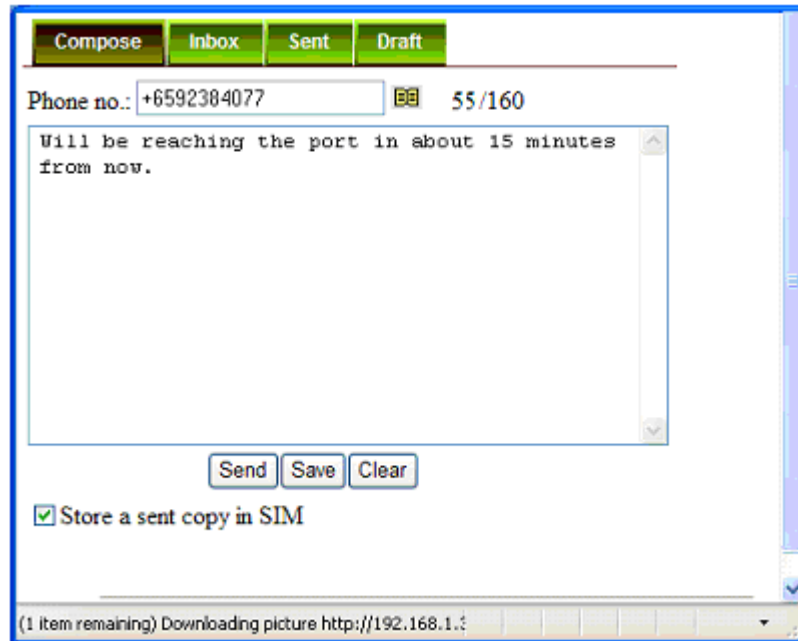 Compose Inbox Sent Draft
Phone no.: +6592384077 55/160
Will be reaching the port in about 15 minutes
from now.
Send Save Clear
Store a sent copy in SIM
(1 item remaining) Downloading picture http://192.168.1.